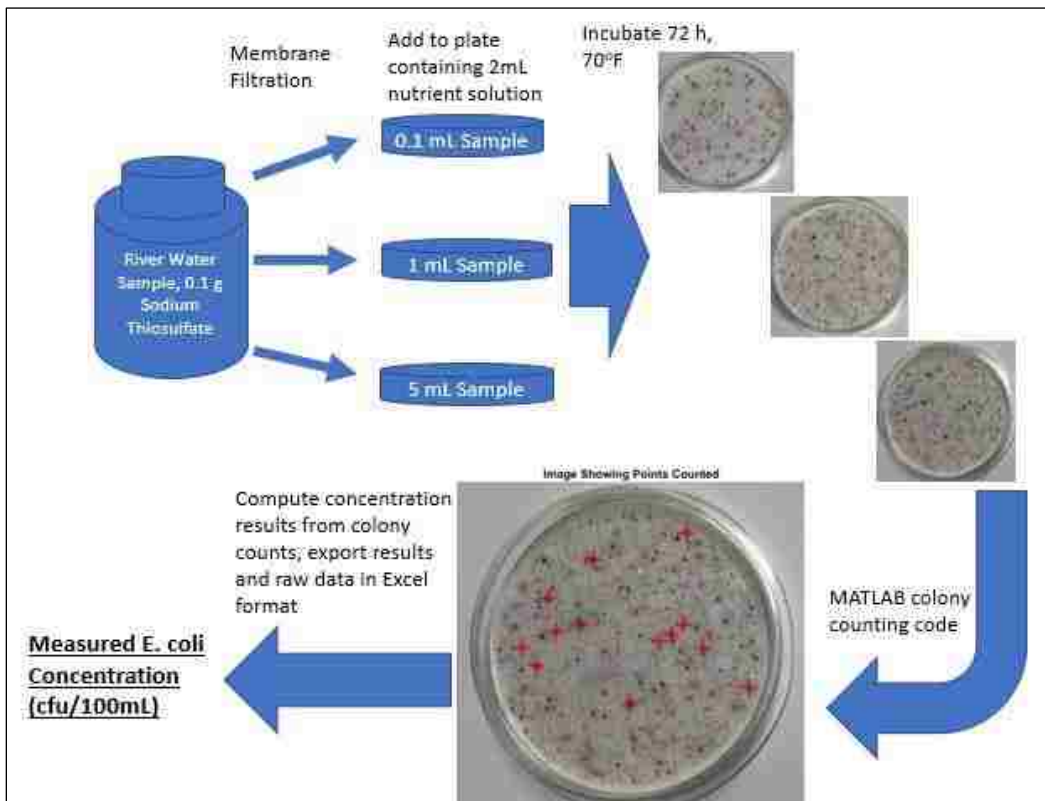 Membrane
Filtration
Add to plate
containing 2mL
nutrient solution
Incubate 72 h,
70°F
River Water
Sample, 0.1 g
Sodium
Thiosulfate
0.1 mL Sample
1 mL Sample
5 mL Sample
MATLAB colony
counting code
Image Showing Points Counted
Compute concentration
results from colony
counts, export results
and raw data in Excel
format
Measured E. coli
Concentration
(cfu/100mL)